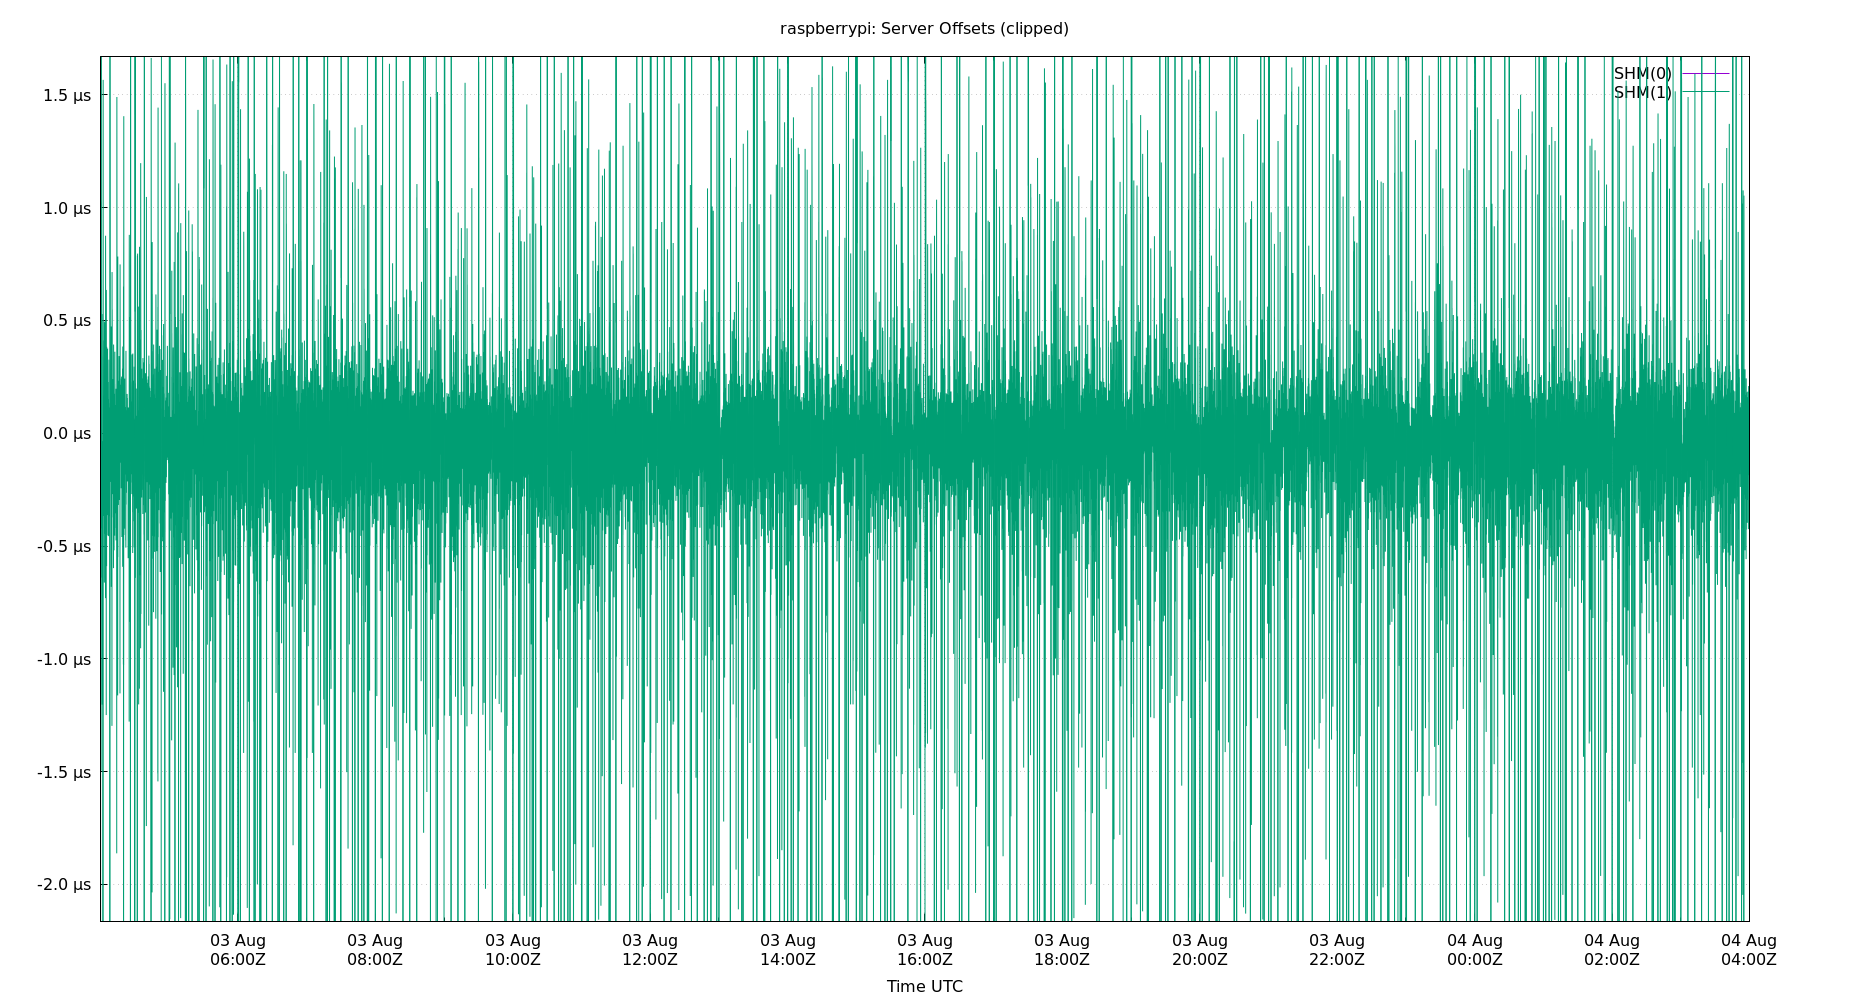 raspberrypi: Server Offsets (clipped)
SHM(0)
SHM(1)
1.5 µs
1.0 µs
0.5 µs
0.0 µs
-0.5 µs
-1.0 µs
-1.5 µs
-2.0 µs
03 Aug 03 Aug 03 Aug 03 Aug 03 Aug 03 Aug 03 Aug 03 Aug 03 Aug 04 Aug 04 Aug 04 Aug
06:00Z 08:00Z 10:00Z 12:00Z 14:00Z 16:00Z 18:00Z 20:00Z 22:00Z 00:00Z 02:00Z 04:00Z
Time UTC